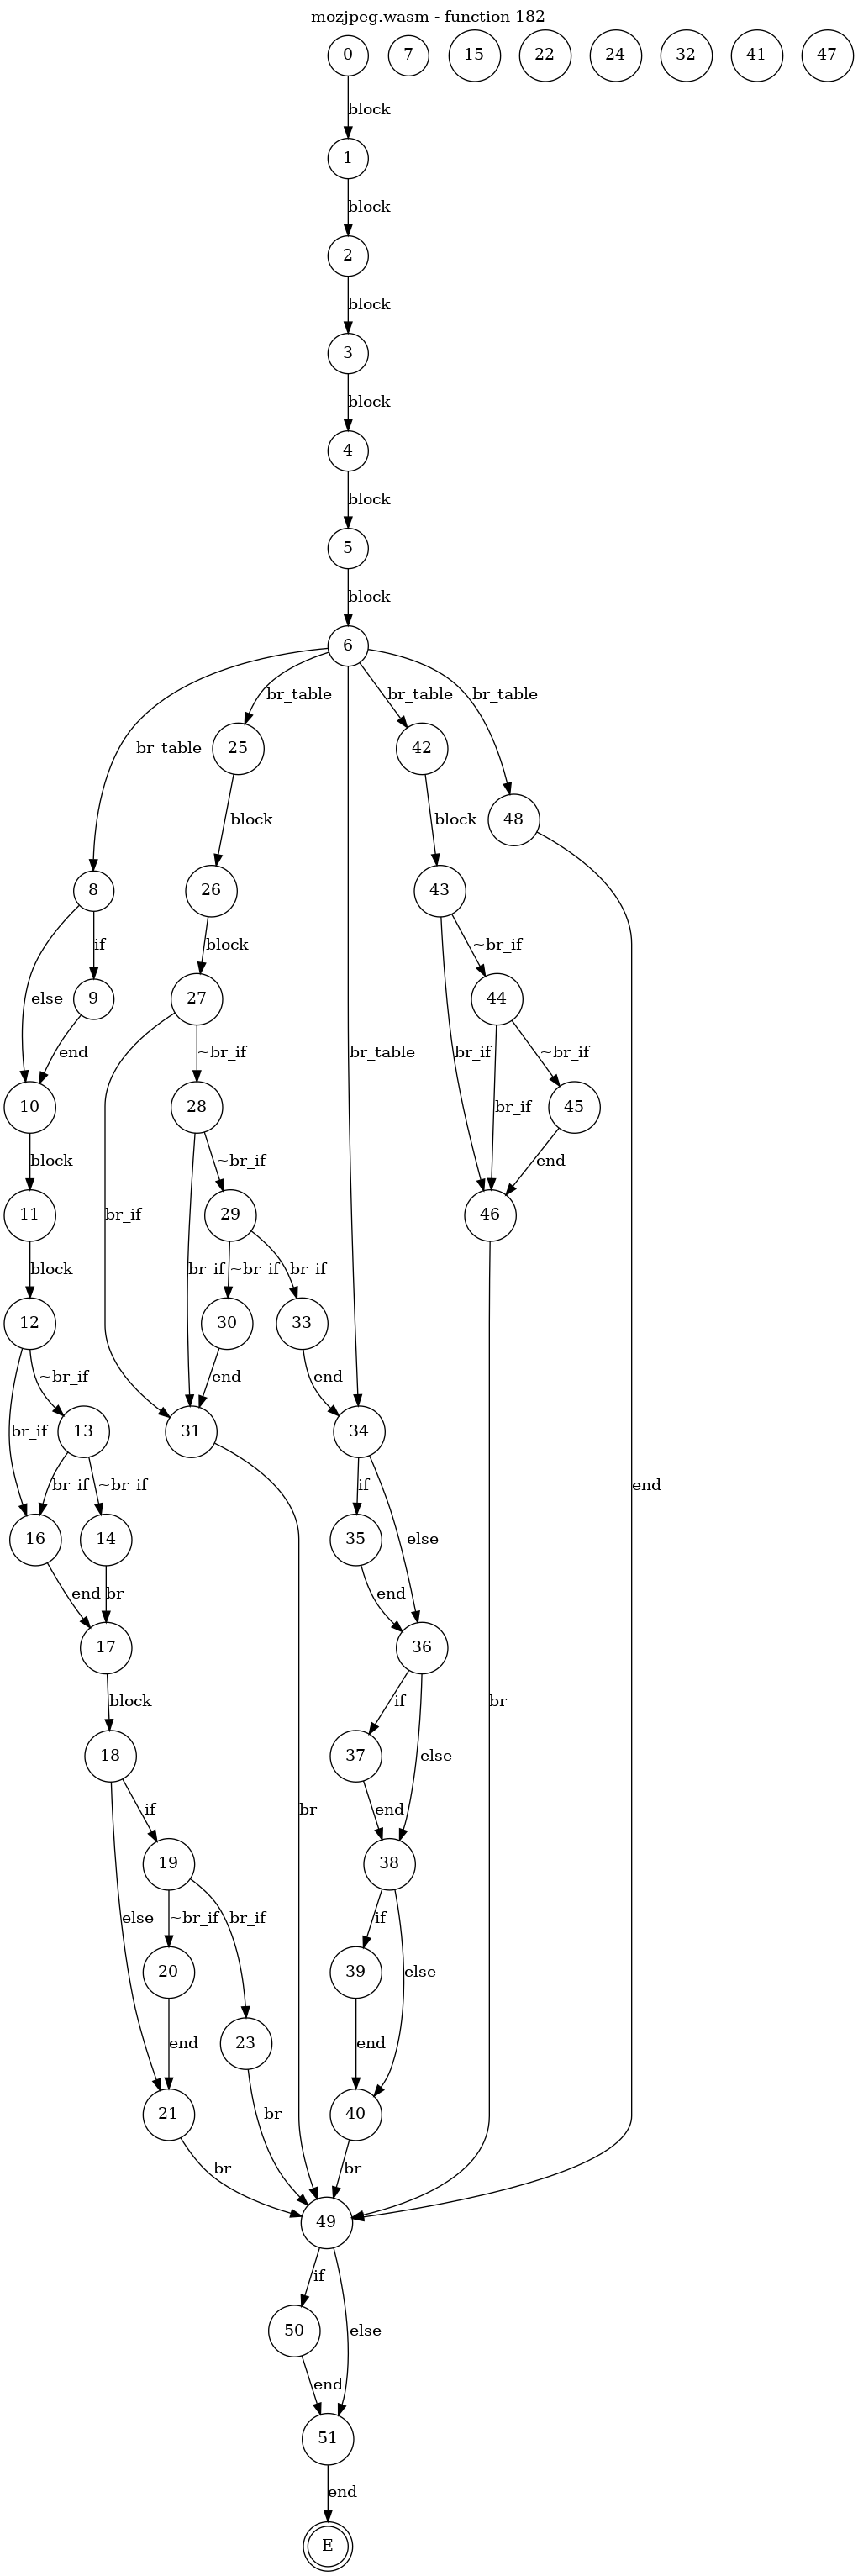 mozjpeg.wasm - function 182
0 7 15 22 24 32 41 47
block
1
block
2
block
3
block
4
block
5
block
6
br_table br_table br_table br_table
25 42
48
block block
8 26 43
if block ~br_if
else 9 27 44
end ~br_if br_table br_if ~br_if
10 28 br_if 45
block ~br_if end
11 br_if 29 46
block br_if ~br_if br_if
12 30 33
~br_if end end
br_if 13 31 34
br_if ~br_if if else end
16 14 35
end br end
17 36
block if br
18 37 else
if br end
19 38
else ~br_if br_if if
20 39 else
23
end end
21 40
br br br
49
if
50 else
end
51
end
E